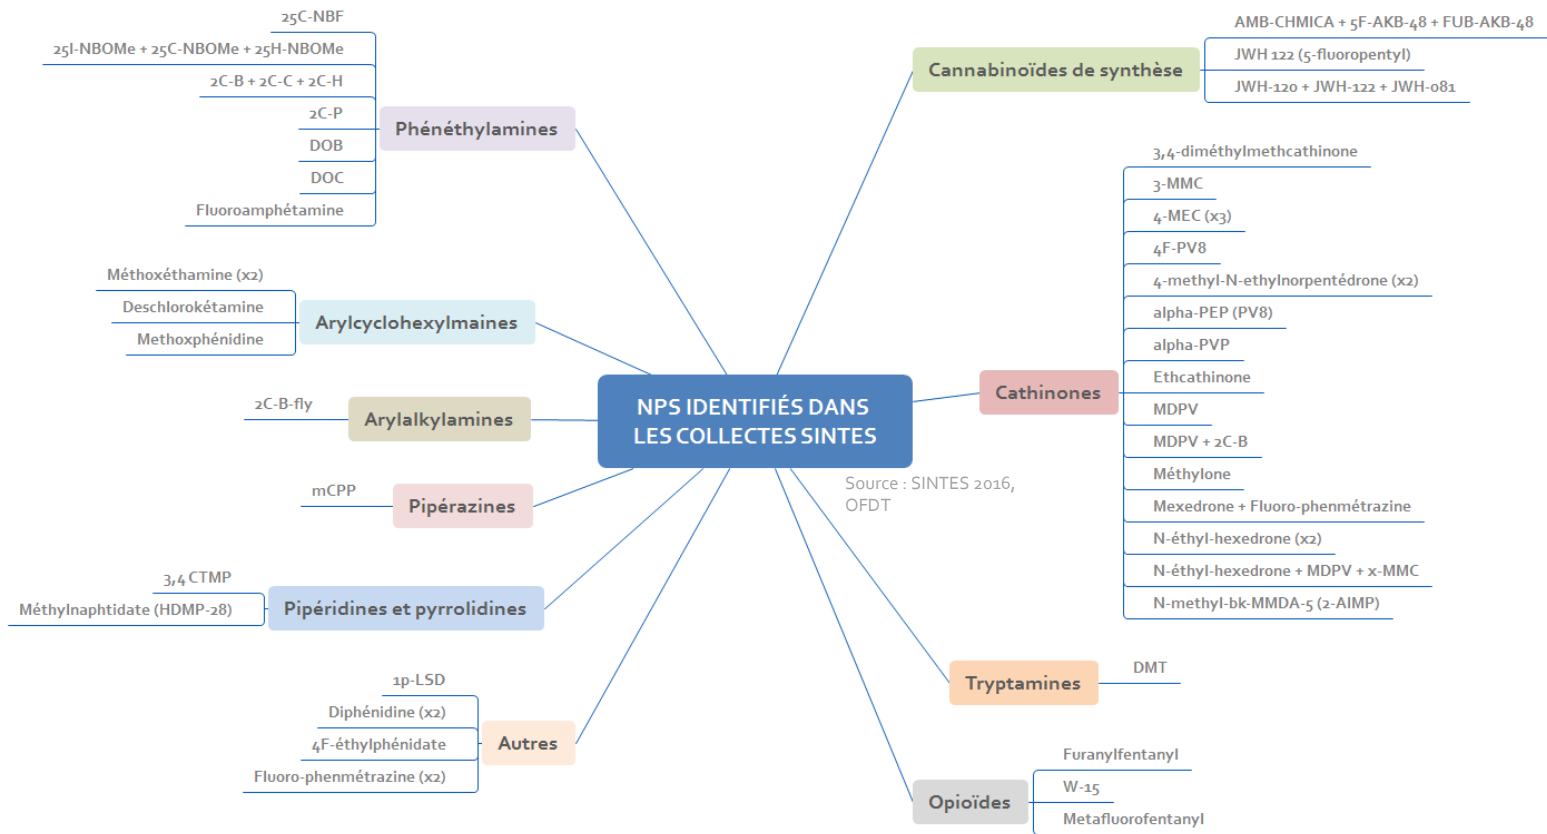 NPS IDENTIFIÉS DANS
LES COLLECTES SINTES
Source : SINTES 2016,
OFDT
Phénéthylamines
25C-NBF
25I-NBOMe + 25C-NBOMe + 25H-NBOMe
2C-B + 2C-C + 2C-H
2C-P
DOB
DOC
Fluoroamphétamine
Arylcyclohexylmaines
Méthoxéthamine (x2)
Deschlorokétamine
Methoxphénidine
Arylalkylamines
2C-B-fly
Pipérazines
mCPP
Pipéridines et pyrrolidines
3,4 CTMP
Méthylnaphtidate (HDMP-28)
Autres
1p-LSD
Diphénidine (x2)
4F-éthylphénidate
Fluoro-phenmétrazine (x2)
Cannabinoïdes de synthèse
AMB-CHMICA + 5F-AKB-48 + FUB-AKB-48
JWH 122 (5-fluoropentyl)
JWH-120 + JWH-122 + JWH-081
Cathinones
3,4-diméthylmethcathinone
3-MMC
4-MEC (x3)
4F-PV8
4-methyl-N-ethylnorpentédrone (x2)
alpha-PEP (PV8)
alpha-PVP
Ethcathinone
MDPV
MDPV + 2C-B
Méthylone
Mexedrone + Fluoro-phenmétrazine
N-éthyl-hexedrone (x2)
N-éthyl-hexedrone + MDPV + x-MMC
N-methyl-bk-MMDA-5 (2-AIMP)
Tryptamines
DMT
Opioïdes
Furanylfentanyl
W-15
Metafluorofentanyl